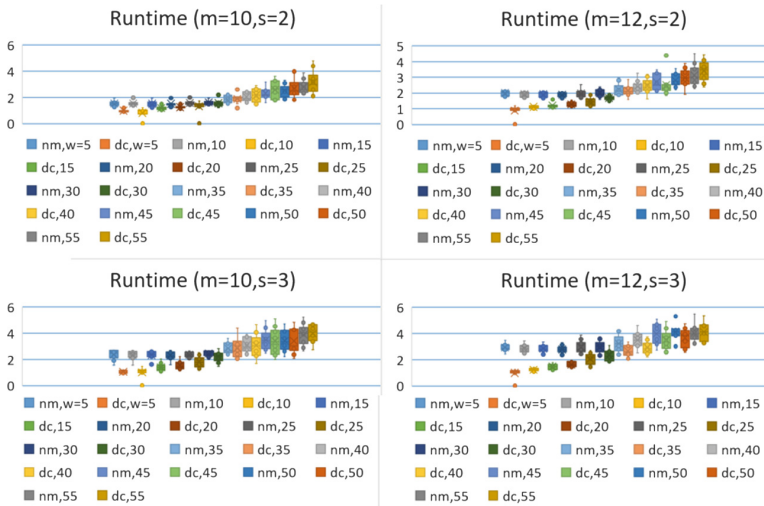 Runtime (m=10,s=2)
6
4
2
0
nm,w=5 dc,w=5 nm,10 dc,10 nm,15
dc,15 nm,20 dc,20 nm,25 dc,25
nm,30 dc,30 nm,35 dc,35 nm,40
dc,40 nm,45 dc,45 nm,50 dc,50
nm,55 dc,55
Runtime (m=12,s=2)
5
4
3
2
1
0
nm,w=5 dc,w=5 nm,10 dc,10 nm,15
dc,15 nm,20 dc,20 nm,25 dc,25
nm,30 dc,30 nm,35 dc,35 nm,40
dc,40 nm,45 dc,45 nm,50 dc,50
nm,55 dc,55
Runtime (m=10,s=3)
6
4
2
0
nm,w=5 dc,w=5 nm,10 dc,10 nm,15
dc,15 nm,20 dc,20 nm,25 dc,25
nm,30 dc,30 nm,35 dc,35 nm,40
dc,40 nm,45 dc,45 nm,50 dc,50
nm,55 dc,55
Runtime (m=12,s=3)
6
4
2
0
nm,w=5 dc,w=5 nm,10 dc,10 nm,15
dc,15 nm,20 dc,20 nm,25 dc,25
nm,30 dc,30 nm,35 dc,35 nm,40
dc,40 nm,45 dc,45 nm,50 dc,50
nm,55 dc,55